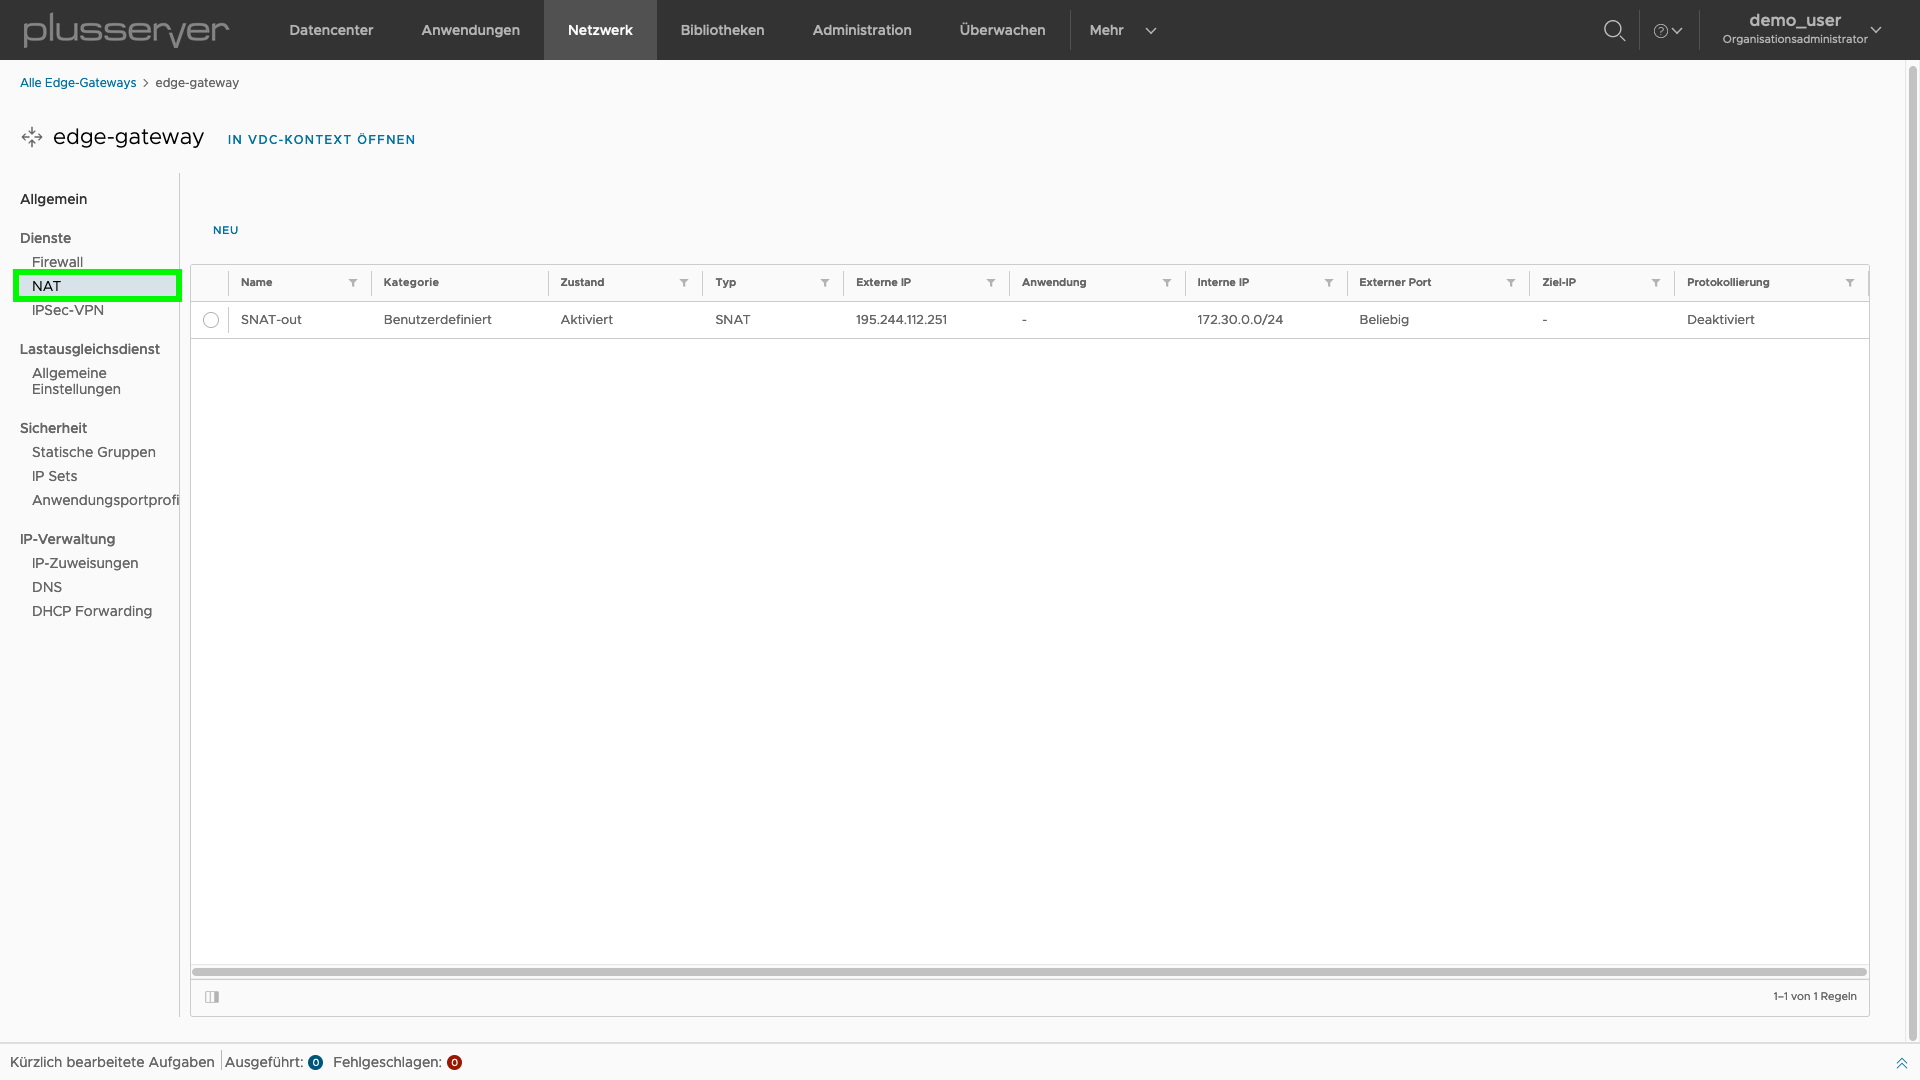 plusserver Datencenter Anwendungen Netzwerk Bibliotheken Administration Überwachen Mehr ? demo_user
Organisationsadministrator
Alle Edge-Gateways > edge-gateway
edge-gateway IN VDC-KONTEXT ÖFFNEN
Allgemein
Dienste
Firewall
NAT
IPSec-VPN
Lastausgleichsdienst
Allgemeine
Einstellungen
Sicherheit
Statische Gruppen
IP Sets
Anwendungsportprofi
IP-Verwaltung
IP-Zuweisungen
DNS
DHCP Forwarding
NEU
Name Kategorie Zustand Typ Externe IP Anwendung Interne IP Externer Port Ziel-IP Protokollierung
SNAT-out Benutzerdefiniert Aktiviert SNAT 195.244.112.251 - 172.30.0.0/24 Beliebig - Deaktiviert
1–1 von 1 Regeln
Kürzlich bearbeitete Aufgaben Ausgeführt: 0 Fehlgeschlagen: 0